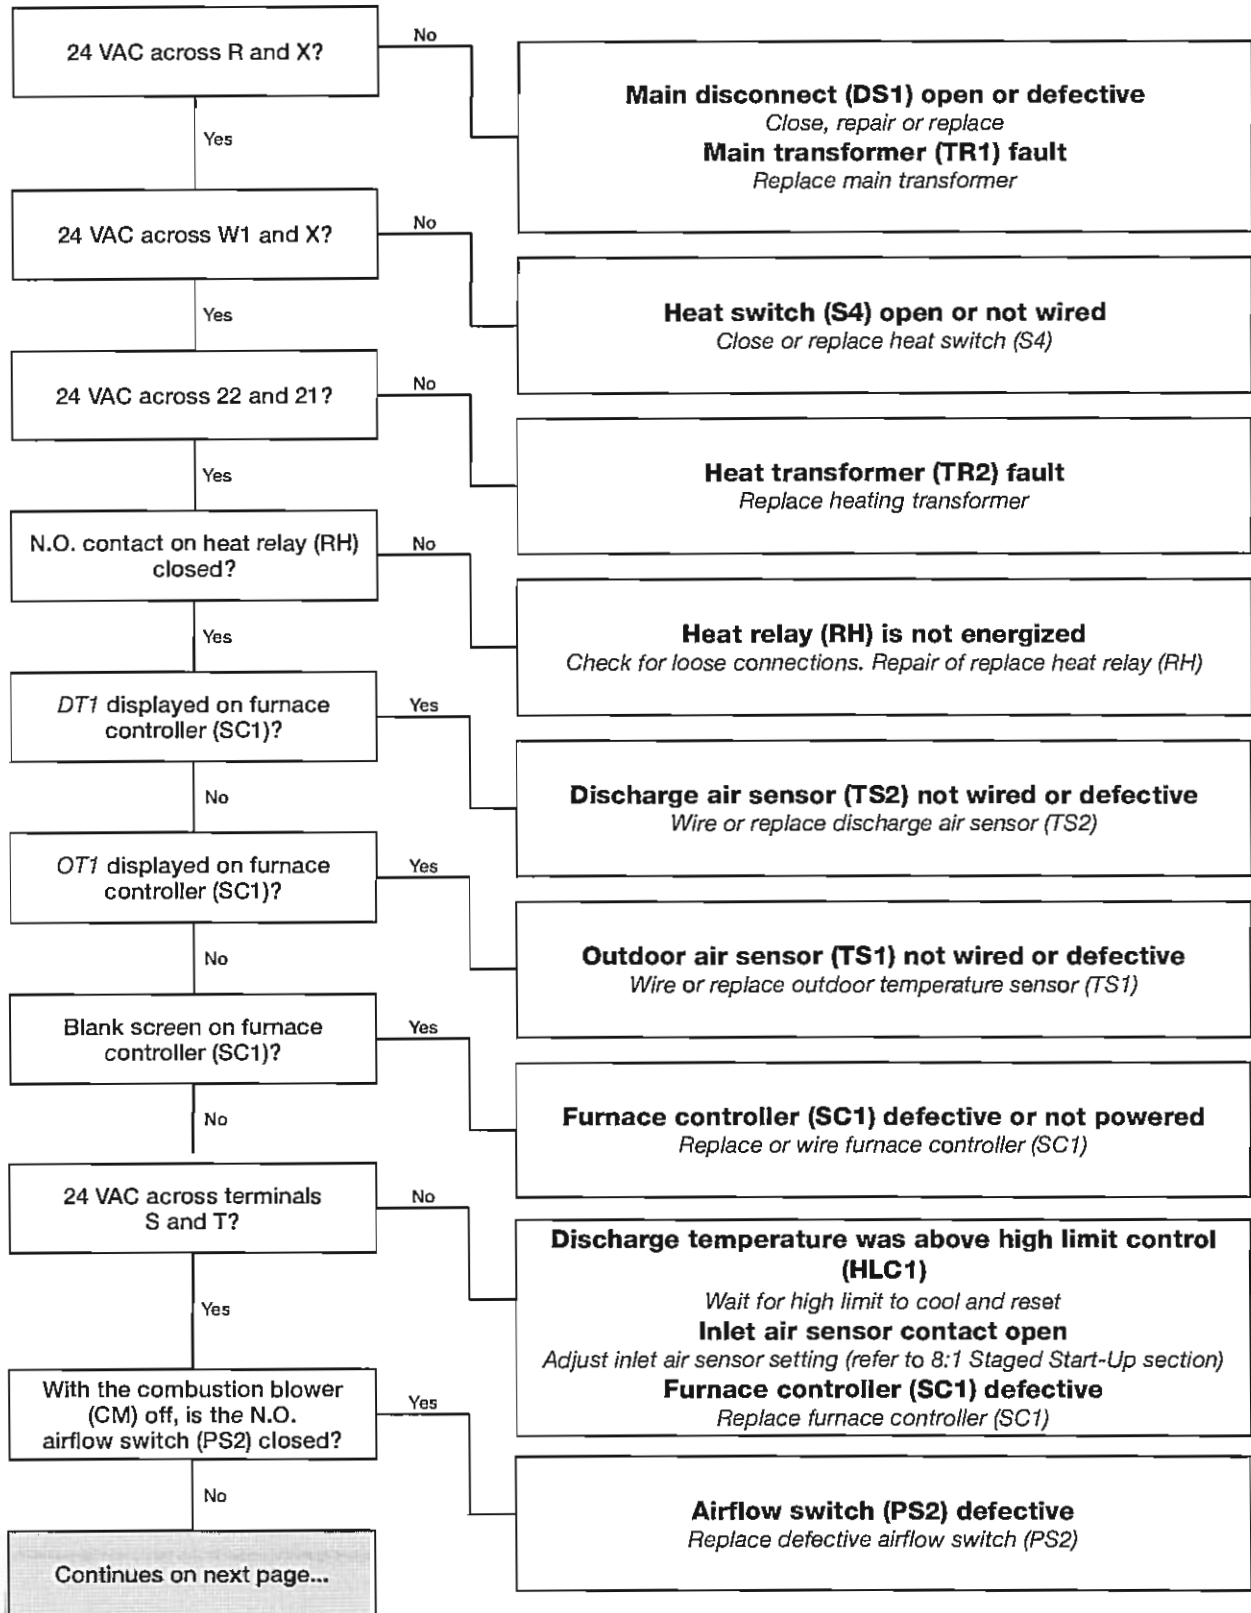 24 VAC across R and X?
No
Main disconnect (DS1) open or defective
Close, repair or replace
Main transformer (TR1) fault
Replace main transformer
Yes
24 VAC across W1 and X?
No
Heat switch (S4) open or not wired
Close or replace heat switch (S4)
Yes
24 VAC across 22 and 21?
No
Heat transformer (TR2) fault
Replace heating transformer
Yes
N.O. contact on heat relay (RH)
closed?
No
Heat relay (RH) is not energized
Check for loose connections. Repair of replace heat relay (RH)
Yes
DT1 displayed on furnace
controller (SC1)?
Yes
Discharge air sensor (TS2) not wired or defective
Wire or replace discharge air sensor (TS2)
No
OT1 displayed on furnace
controller (SC1)?
Yes
Outdoor air sensor (TS1) not wired or defective
Wire or replace outdoor temperature sensor (TS1)
No
Blank screen on furnace
controller (SC1)?
Yes
Furnace controller (SC1) defective or not powered
Replace or wire furnace controller (SC1)
No
24 VAC across terminals
S and T?
No
Discharge temperature was above high limit control
(HLC1)
Wait for high limit to cool and reset
Inlet air sensor contact open
Adjust inlet air sensor setting (refer to 8:1 Staged Start-Up section)
Furnace controller (SC1) defective
Replace furnace controller (SC1)
Yes
With the combustion blower
(CM) off, is the N.O.
airflow switch (PS2) closed?
Yes
Airflow switch (PS2) defective
Replace defective airflow switch (PS2)
No
Continues on next page...